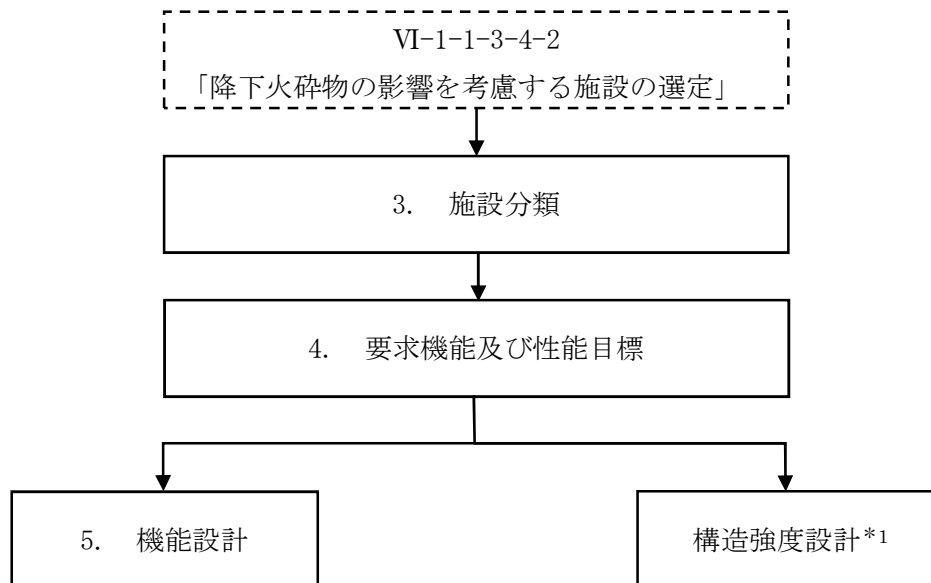 Ⅵ-1-1-3-4-2
「降下火砕物の影響を考慮する施設の選定」
3. 施設分類
4. 要求機能及び性能目標
5. 機能設計
構造強度設計*1